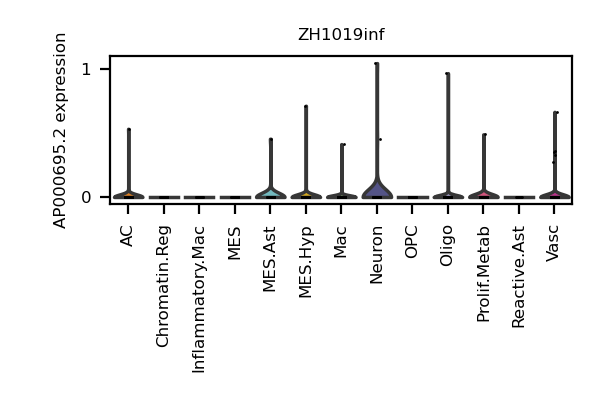 ZH1019inf
AP000695.2 expression
1
0
AC
Chromatin.Reg
Inflammatory.Mac
MES
MES.Ast
MES.Hyp
Mac
Neuron
OPC
Oligo
Prolif.Metab
Reactive.Ast
Vasc